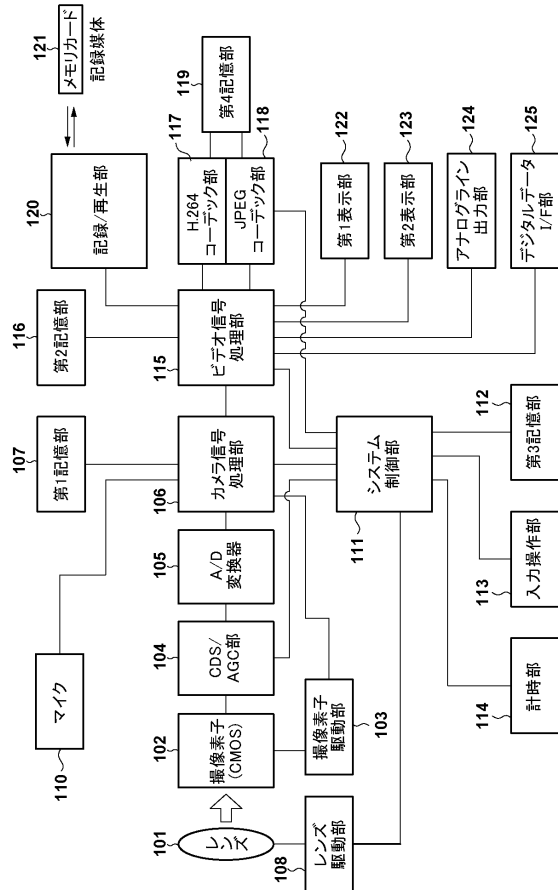 マイク
110
107
第1記憶部
116
第2記憶部
120
記録/再生部
121
メモリカード
記録媒体
101
レンズ
102
撮像素子
(CMOS)
104
CDS/
AGC部
105
A/D
変換器
106
カメラ信号
処理部
115
ビデオ信号
処理部
117
H.264
コーデック部
JPEG
コーデック部
118
119
第4記憶部
108
レンズ
駆動部
撮像素子
駆動部
103
システム
制御部
111
第1表示部
122
第2表示部
123
アナログライン
出力部
124
デジタルデータ
I/F部
125
計時部
114
入力操作部
113
第3記憶部
112